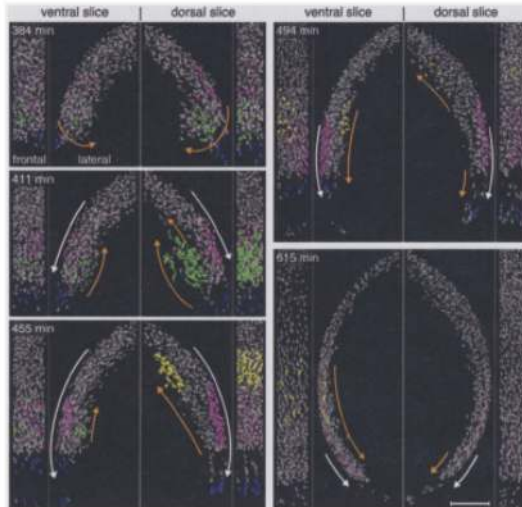 ventral slice dorsal slice
384 min
frontal lateral
411 min
455 min
ventral slice dorsal slice
494 min
615 min